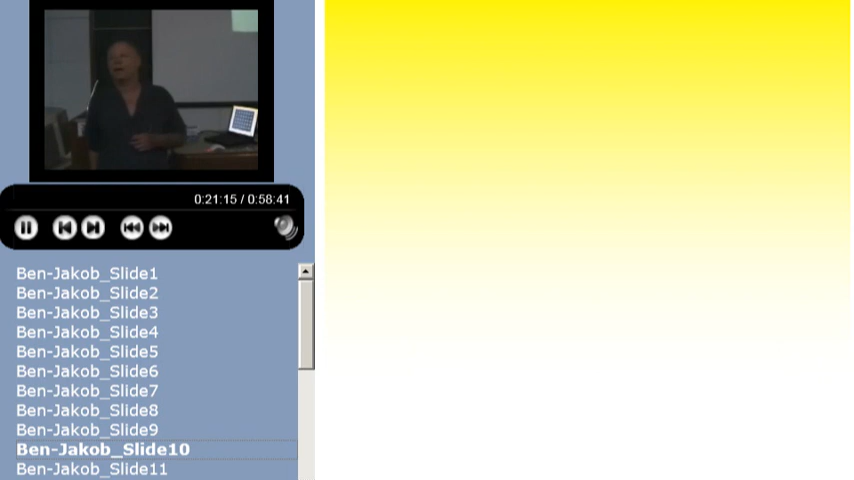 0:21:15 / 0:58:41
Ben-Jakob_Slide1
Ben-Jakob_Slide2
Ben-Jakob_Slide3
Ben-Jakob_Slide4
Ben-Jakob_Slide5
Ben-Jakob_Slide6
Ben-Jakob_Slide7
Ben-Jakob_Slide8
Ben-Jakob_Slide9
Ben-Jakob_Slide10
Ben-Jakob_Slide11